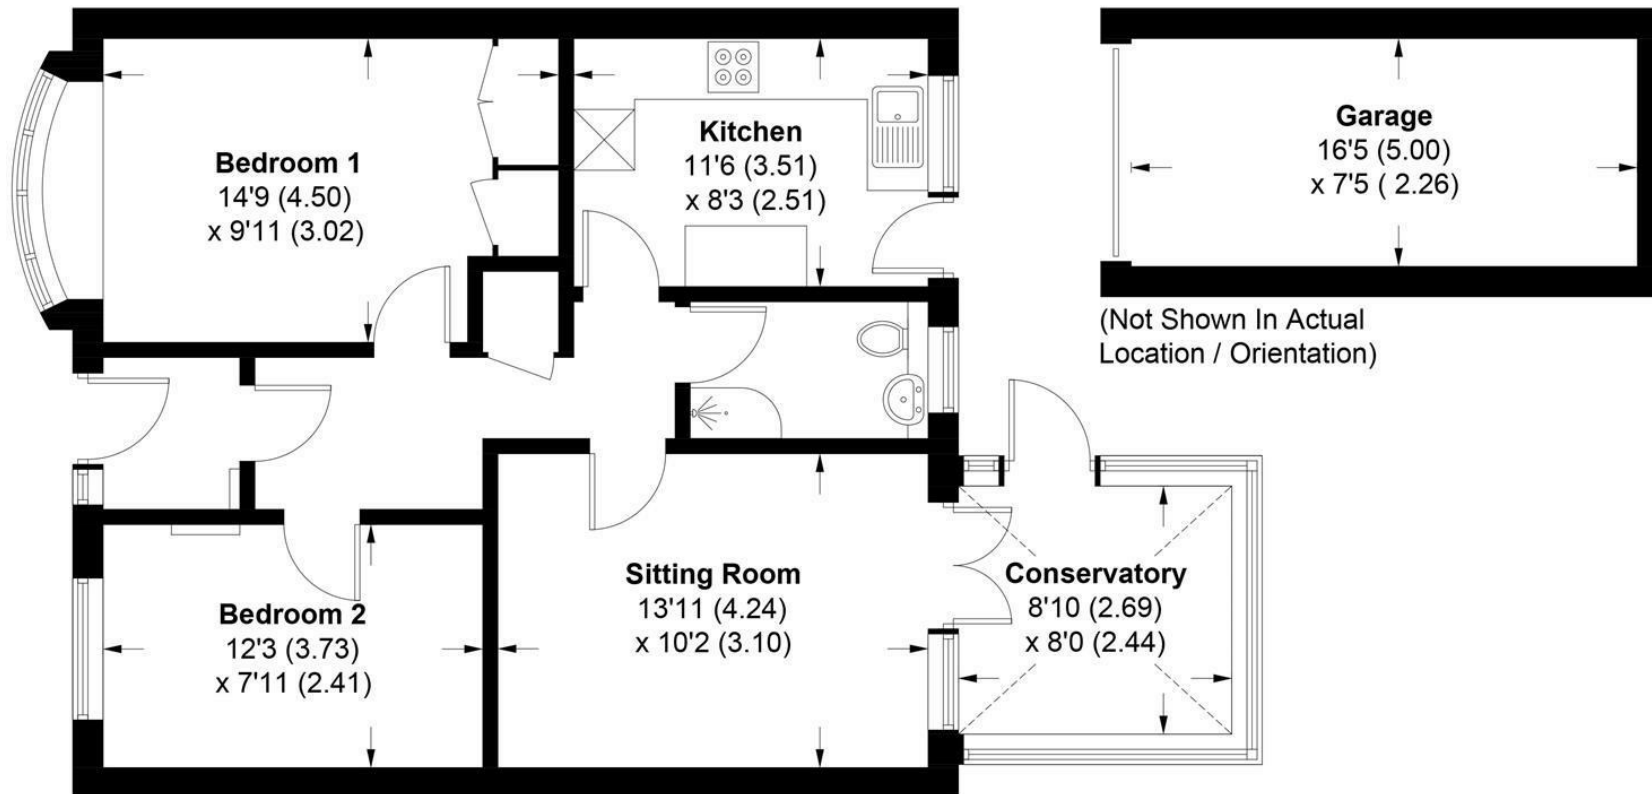 Bedroom 1
14'9 (4.50)
x 9'11 (3.02)
Kitchen
11'6 (3.51)
x 8'3 (2.51)
Garage
16'5 (5.00)
x 7'5 ( 2.26)
(Not Shown In Actual
Location / Orientation)
Bedroom 2
12'3 (3.73)
x 7'11 (2.41)
Sitting Room
13'11 (4.24)
x 10'2 (3.10)
Conservatory
8'10 (2.69)
x 8'0 (2.44)